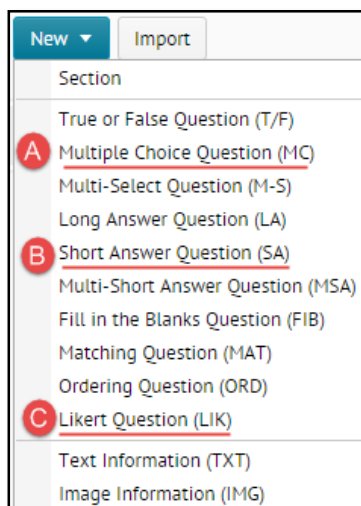 New Import
Section
True or False Question (T/F)
A Multiple Choice Question (MC)
Multi-Select Question (M-S)
Long Answer Question (LA)
B Short Answer Question (SA)
Multi-Short Answer Question (MSA)
Fill in the Blanks Question (FIB)
Matching Question (MAT)
Ordering Question (ORD)
C Likert Question (LIK)
Text Information (TXT)
Image Information (IMG)